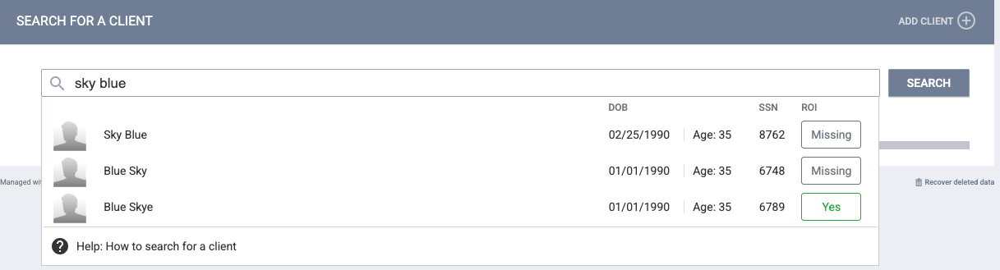 SEARCH FOR A CLIENT ADD CLIENT
sky blue SEARCH
DOB SSN ROI
Sky Blue 02/25/1990 Age: 35 8762 Missing
Blue Sky 01/01/1990 Age: 35 6748 Missing
Managed wit Recover deleted data
Blue Skye 01/01/1990 Age: 35 6789 Yes
? Help: How to search for a client